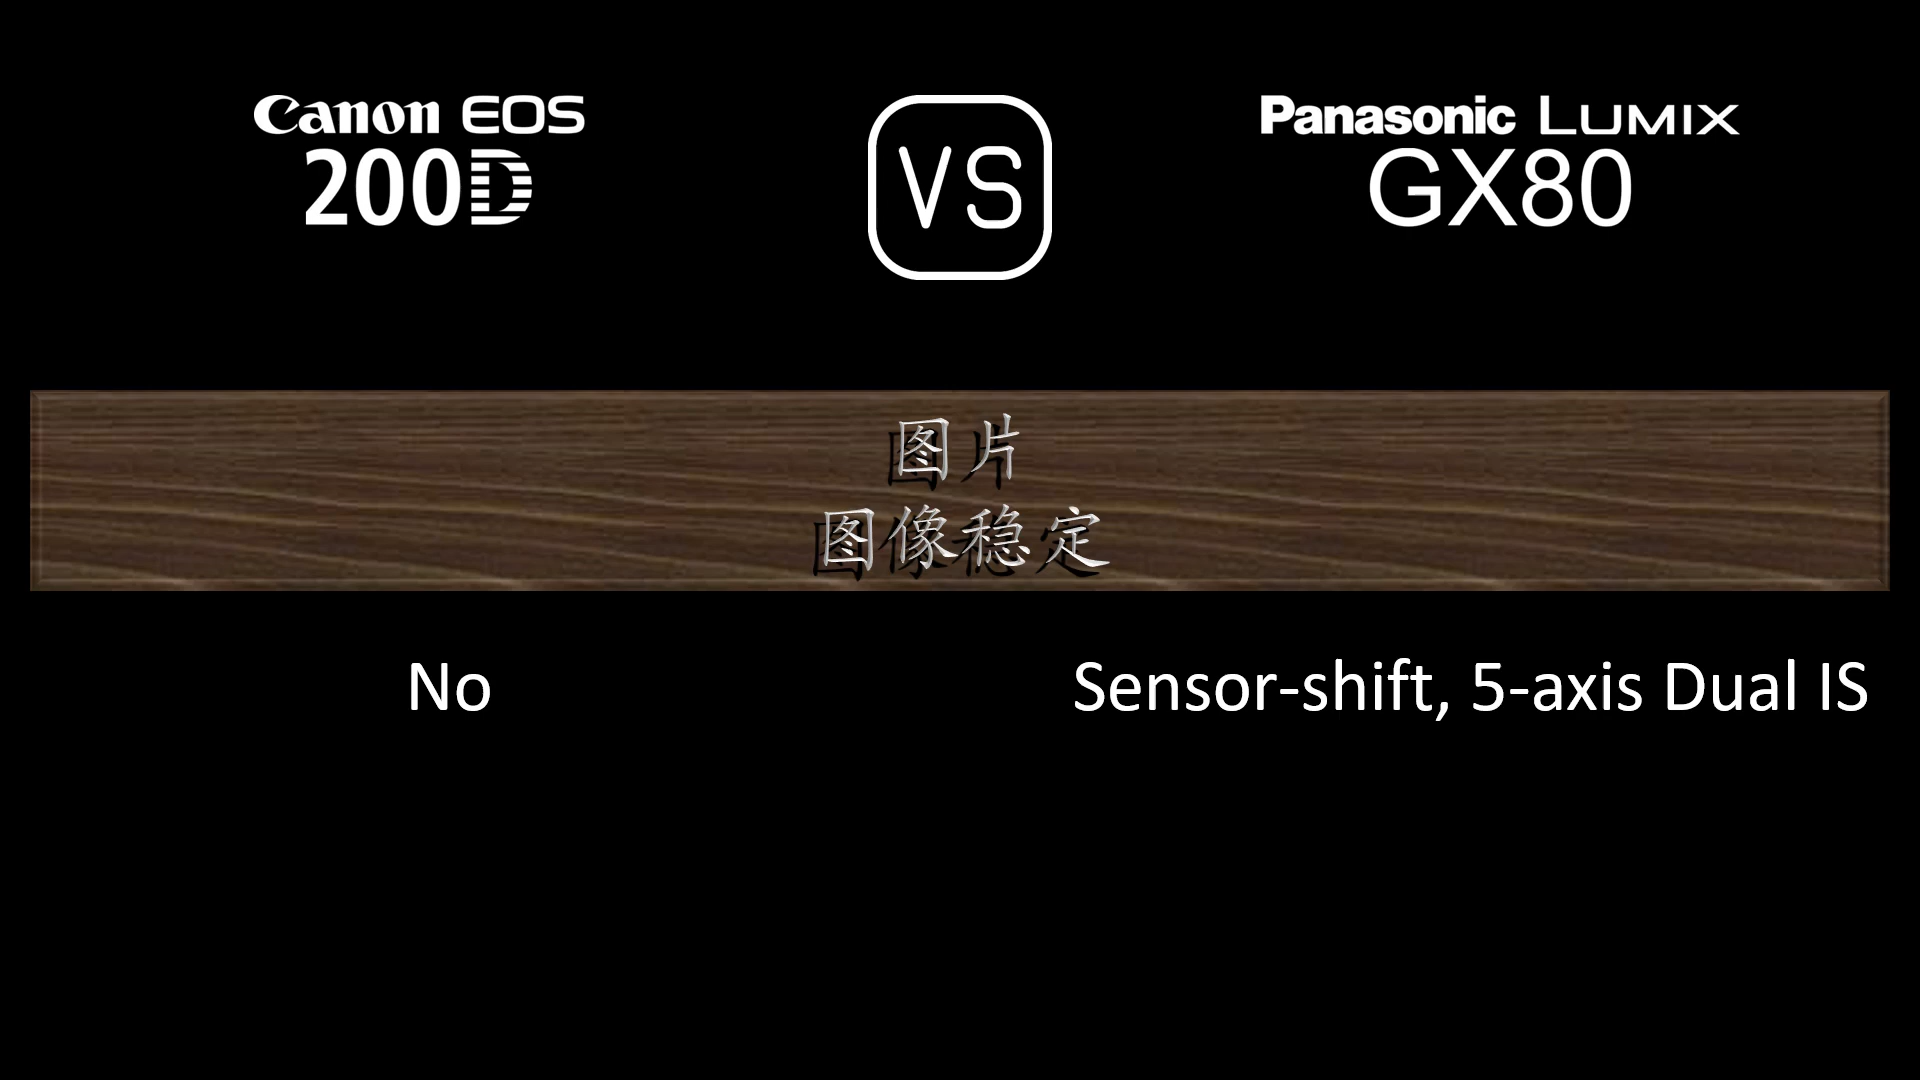 Canon EOS
200D
VS
Panasonic LUMIX
GX80
图片
图像稳定
No
Sensor-shift, 5-axis Dual IS